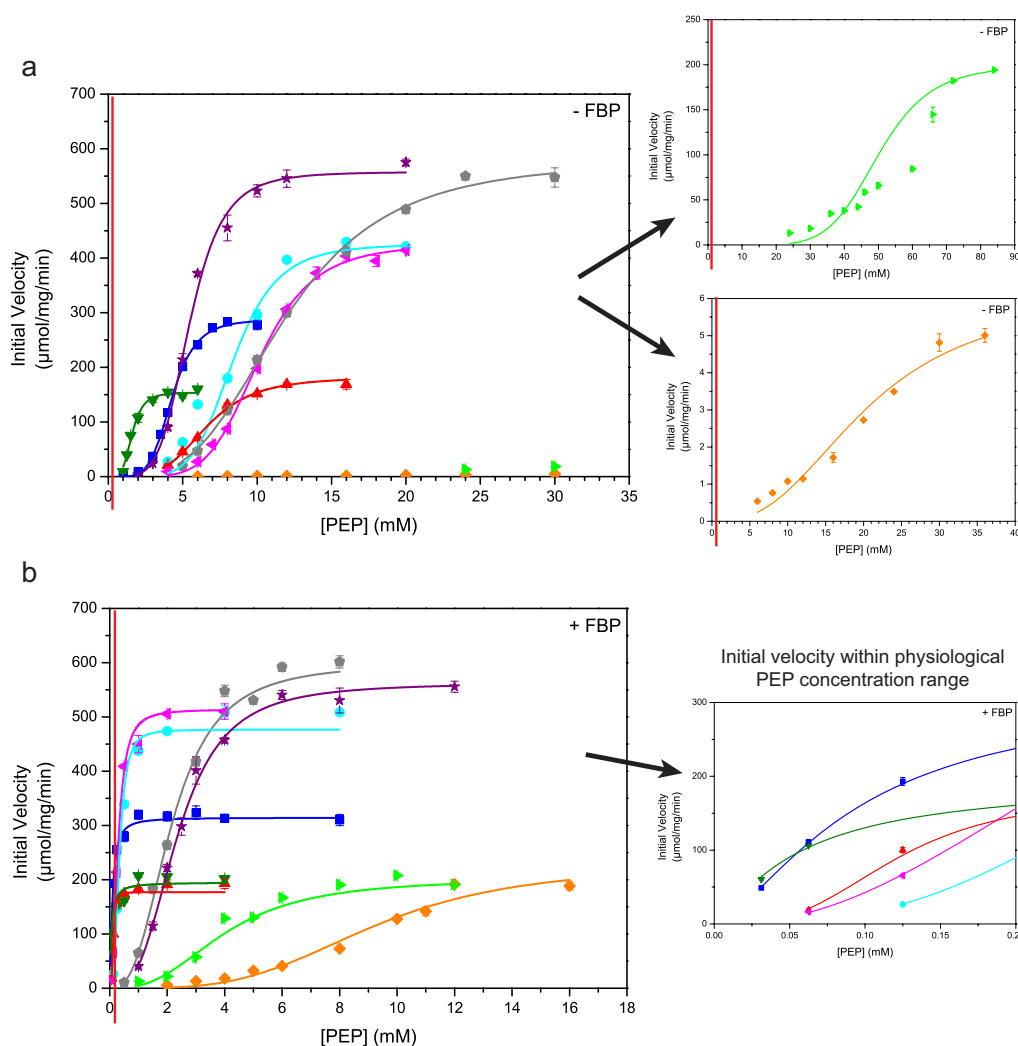 a
- FBP
700
600
500
400
300
200
100
0
Initial Velocity
(µmol/mg/min)
0 5 10 15 20 25 30 35
[PEP] (mM)
- FBP
250
200
150
100
50
0
Initial Velocity
(µmol/mg/min)
0 10 20 30 40 50 60 70 80 90
[PEP] (mM)
- FBP
6
5
4
3
2
1
0
Initial Velocity
(µmol/mg/min)
0 5 10 15 20 25 30 35 40
[PEP] (mM)
b
+ FBP
700
600
500
400
300
200
100
0
Initial Velocity
(µmol/mg/min)
0 2 4 6 8 10 12 14 16 18
[PEP] (mM)
Initial velocity within physiological
PEP concentration range
+ FBP
300
200
100
0
Initial Velocity
(µmol/mg/min)
0.00 0.05 0.10 0.15 0.20
[PEP] (mM)